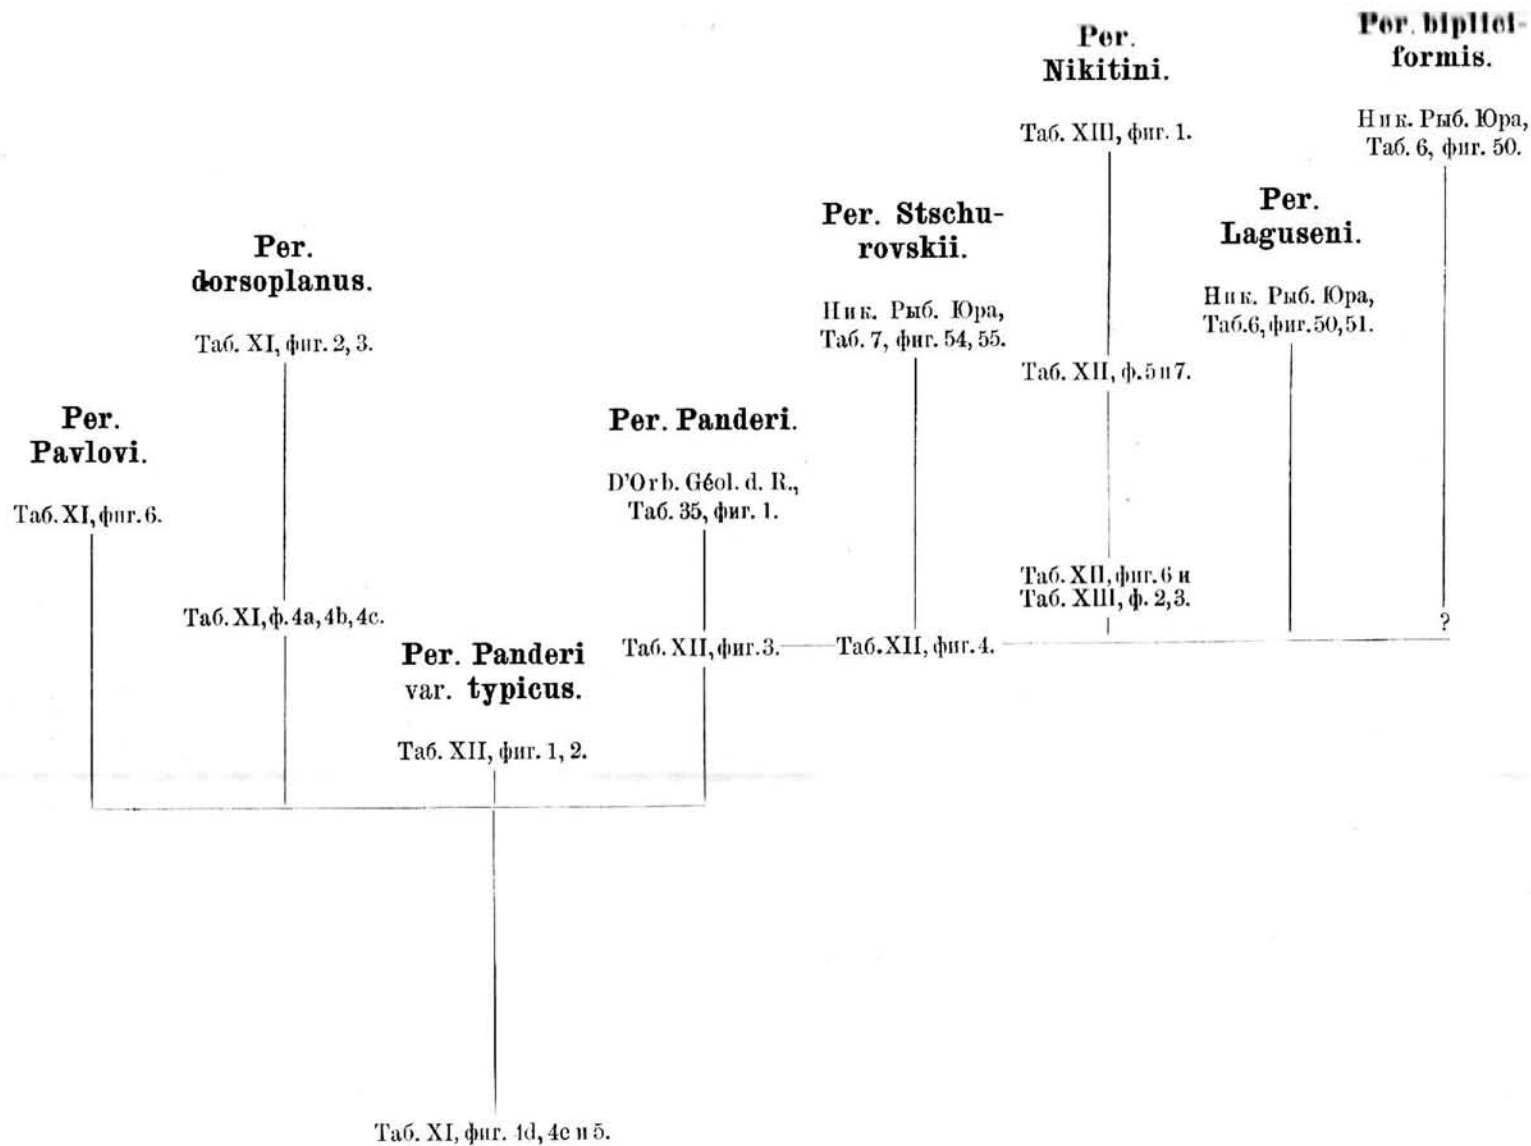 Per. Pavlovi.
Таб. XI, фиг. 6.
Per. dorsoplanus.
Таб. XI, фиг. 2, 3.
Таб. XI, ф. 4a, 4b, 4c.
Per. Panderi
var. typicus.
Таб. XII, фиг. 1, 2.
Таб. XI, фиг. 4d, 4e и 5.
Per. Panderi.
D'Orb. Géol. d. R.,
Таб. 35, фиг. 1.
Таб. XII, фиг. 3.
Per. Stschu-
rovskii.
Ник. Рыб. Юра,
Таб. 7, фиг. 54, 55.
Таб. XII, фиг. 4.
Per.
Nikitini.
Таб. XIII, фиг. 1.
Таб. XII, ф. 5 и 7.
Таб. XII, фиг. 6 и
Таб. XIII, ф. 2, 3.
Per.
Laguseni.
Ник. Рыб. Юра,
Таб. 6, фиг. 50, 51.
Per. biplici-
formis.
Ник. Рыб. Юра,
Таб. 6, фиг. 50.
?